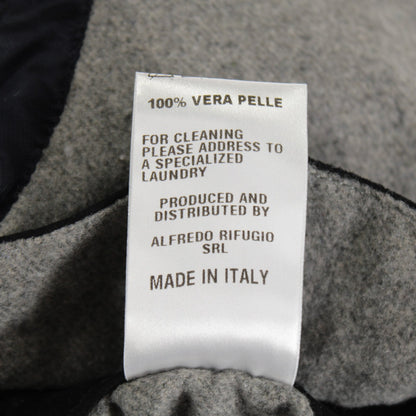 100% VERA PELLE
FOR CLEANING
PLEASE ADDRESS TO
A SPECIALIZED
LAUNDRY
PRODUCED AND
DISTRIBUTED BY
ALFREDO RIFUGIO
SRL
MADE IN ITALY